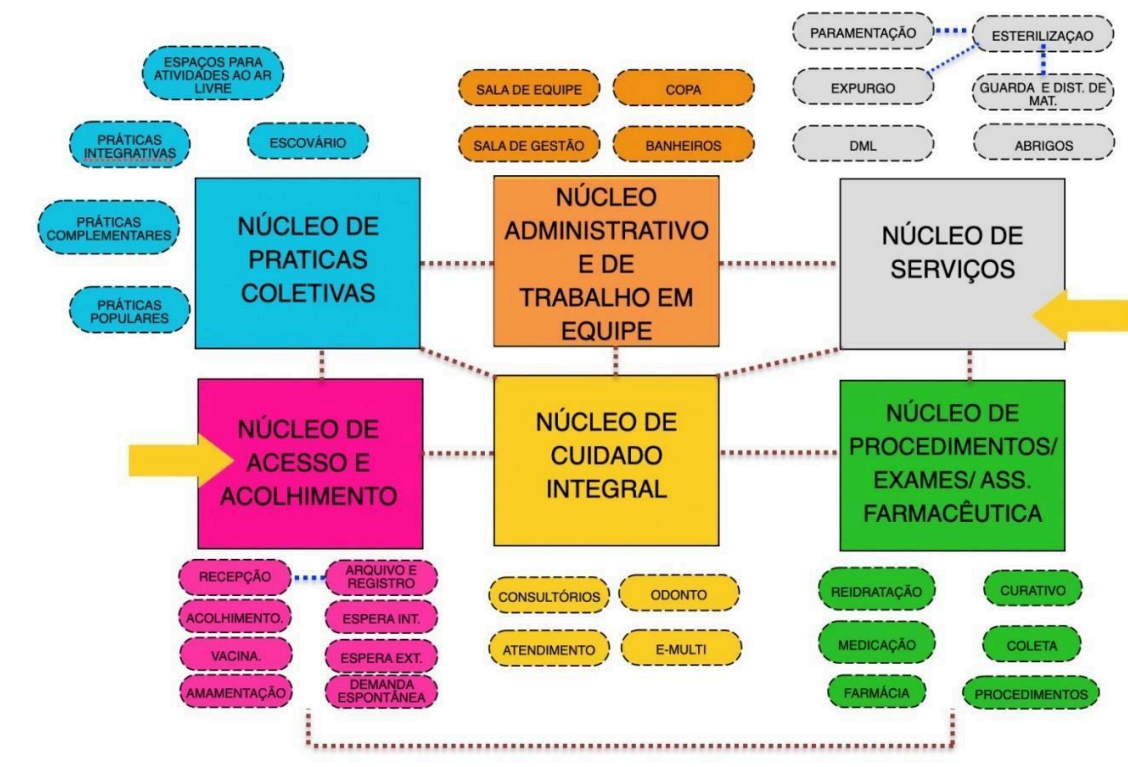 ESPAÇOS PARA
ATIVIDADES AO AR
LIVRE
PRÁTICAS
INTEGRATIVAS
ESCOVÁRIO
PRÁTICAS
COMPLEMENTARES
PRÁTICAS
POPULARES
NÚCLEO DE
PRATICAS
COLETIVAS
SALA DE EQUIPE
COPA
SALA DE GESTÃO
BANHEIROS
NÚCLEO
ADMINISTRATIVO
E DE
TRABALHO EM
EQUIPE
PARAMENTAÇÃO
ESTERILIZAÇAO
EXPURGO
GUARDA E DIST. DE
MAT.
DML
ABRIGOS
NÚCLEO DE
SERVIÇOS
NÚCLEO DE
ACESSO E
ACOLHIMENTO
RECEPÇÃO
ARQUIVO E
REGISTRO
ACOLHIMENTO.
ESPERA INT.
VACINA.
ESPERA EXT.
AMAMENTAÇÃO
DEMANDA
ESPONTÂNEA
NÚCLEO DE
CUIDADO
INTEGRAL
CONSULTÓRIOS
ODONTO
ATENDIMENTO
E-MULTI
NÚCLEO DE
PROCEDIMENTOS/
EXAMES/ ASS.
FARMACÊUTICA
REIDRATAÇÃO
CURATIVO
MEDICAÇÃO
COLETA
FARMÁCIA
PROCEDIMENTOS